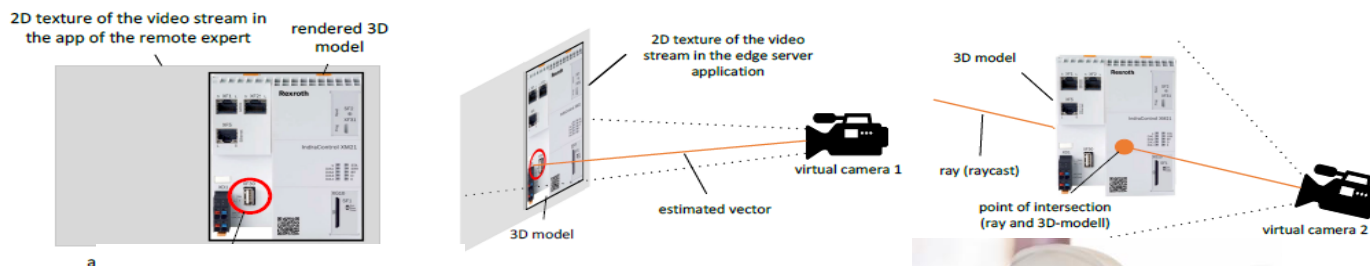 2D texture of the video stream in
the app of the remote expert
rendered 3D
model
Rexroth
IndraControl XM21
a
2D texture of the video
stream in the edge server
application
virtual camera 1
estimated vector
3D model
3D model
ray (raycast)
IndraControl XM21
point of intersection
(ray and 3D-modell)
virtual camera 2